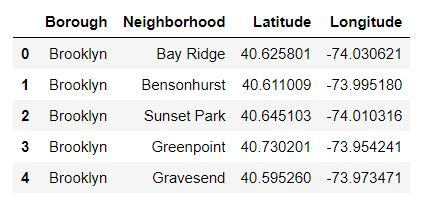 Borough Neighborhood Latitude Longitude
0 Brooklyn Bay Ridge 40.625801 -74.030621
1 Brooklyn Bensonhurst 40.611009 -73.995180
2 Brooklyn Sunset Park 40.645103 -74.010316
3 Brooklyn Greenpoint 40.730201 -73.954241
4 Brooklyn Gravesend 40.595260 -73.973471